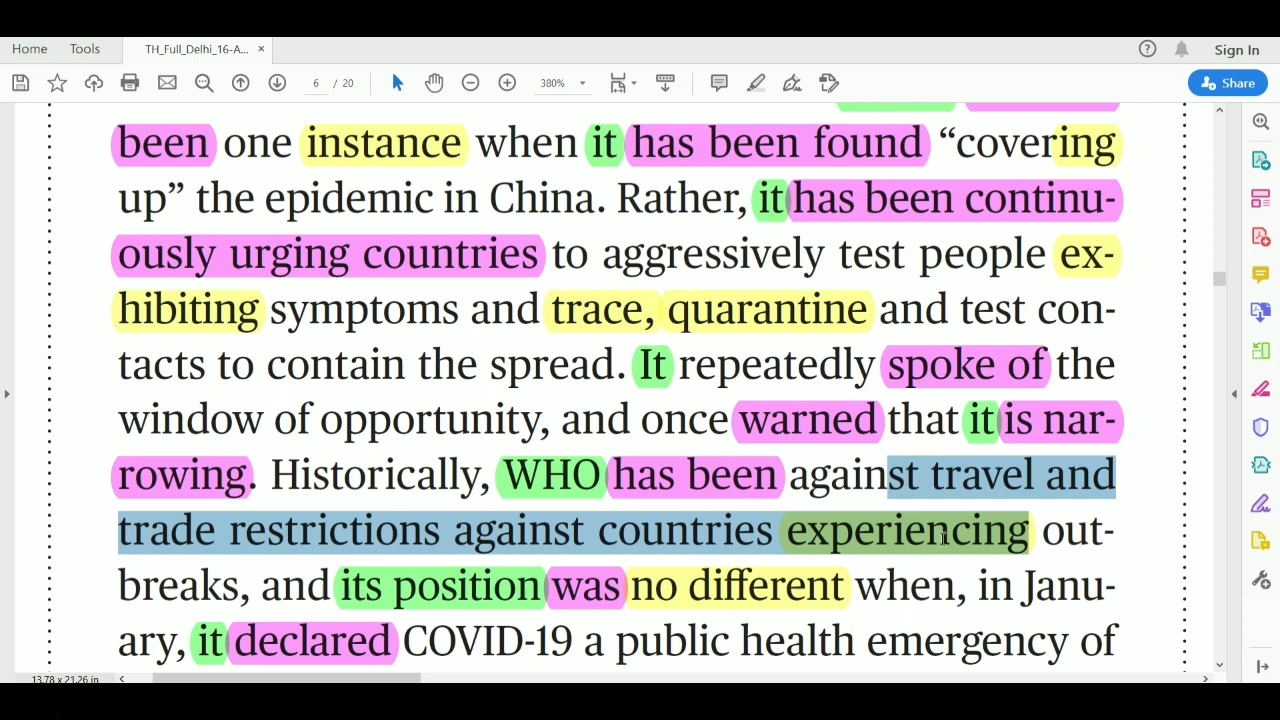 Home Tools TH_Full_Delhi_16-A... × Sign In
6 / 20 380% Share
been one instance when it has been found “covering
up” the epidemic in China. Rather, it has been continu-
ously urging countries to aggressively test people ex-
hibiting symptoms and trace, quarantine and test con-
tacts to contain the spread. It repeatedly spoke of the
window of opportunity, and once warned that it is nar-
rowing. Historically, WHO has been against travel and
trade restrictions against countries experiencing out-
breaks, and its position was no different when, in Janu-
ary, it declared COVID-19 a public health emergency of
13.78 x 21.26 in